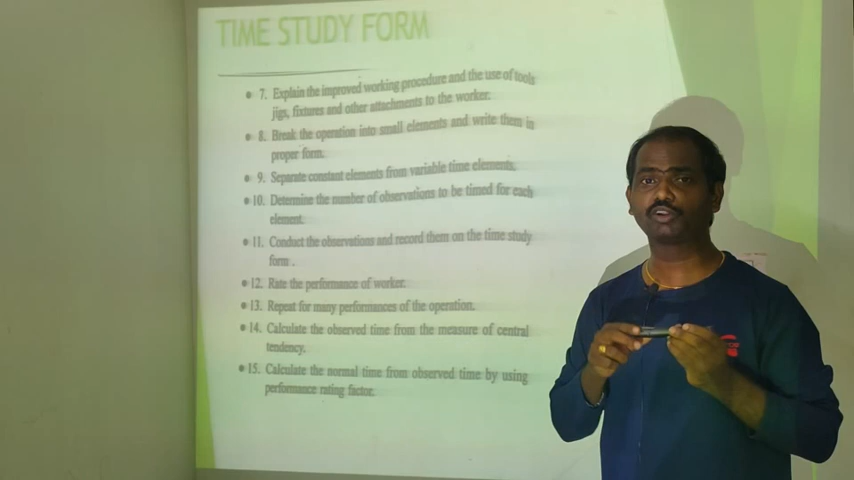 TIME STUDY FORM
7. Explain the improved working procedure and the use of tools
jigs, fixtures and other attachments to the worker.
8. Break the operation into small elements and write them in
proper form.
9. Separate constant elements from variable time elements.
10. Determine the number of observations to be timed for each
element.
11. Conduct the observations and record them on the time study
form .
12. Rate the performance of worker.
13. Repeat for many performances of the operation.
14. Calculate the observed time from the measure of central
tendency.
15. Calculate the normal time from observed time by using
performance rating factor.